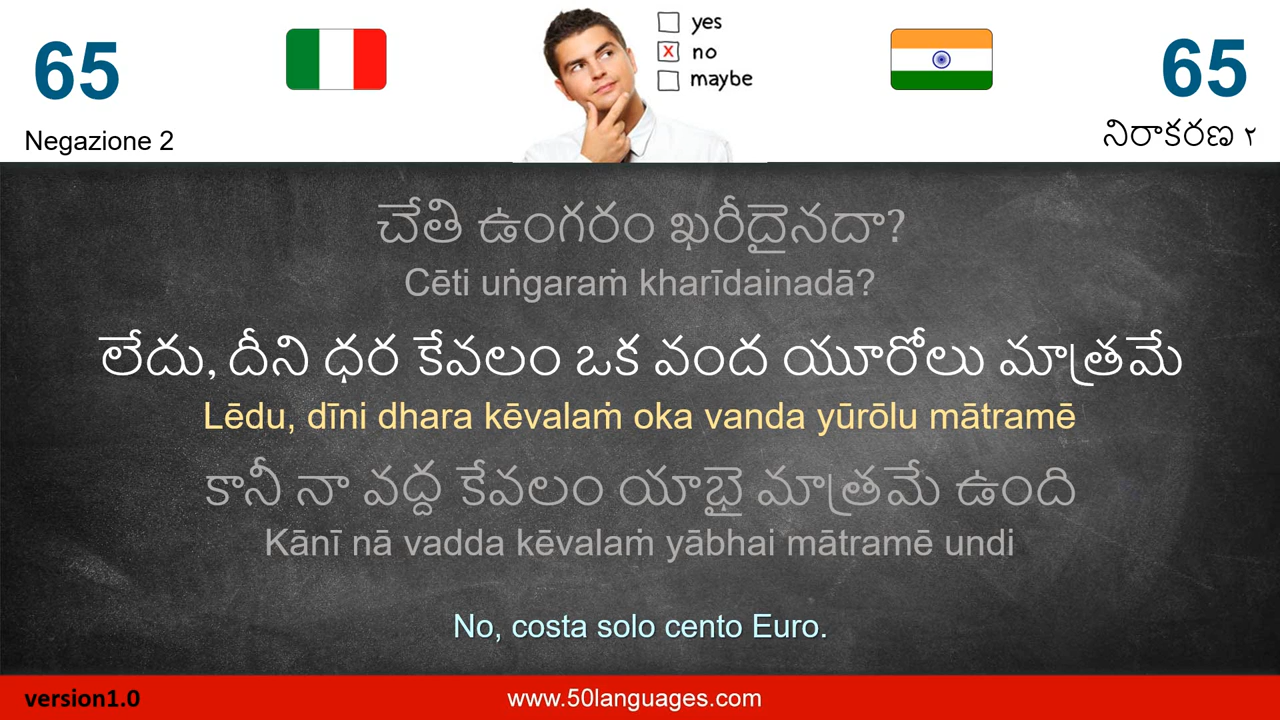 65
yes
no
maybe
65
Negazione 2
నిరాకరణ ౨
చేతి ఉంగరం ఖరీదైనదా?
Cēti uṅgaraṁ kharīdainadā?
లేదు, దీని ధర కేవలం ఒక వంద యూరోలు మాత్రమే
Lēdu, dīni dhara kēvalaṁ oka vanda yūrōlu mātramē
కానీ నా వద్ద కేవలం యాభై మాత్రమే ఉంది
Kānī nā vadda kēvalaṁ yābhai mātramē undi
No, costa solo cento Euro.
version1.0
www.50languages.com